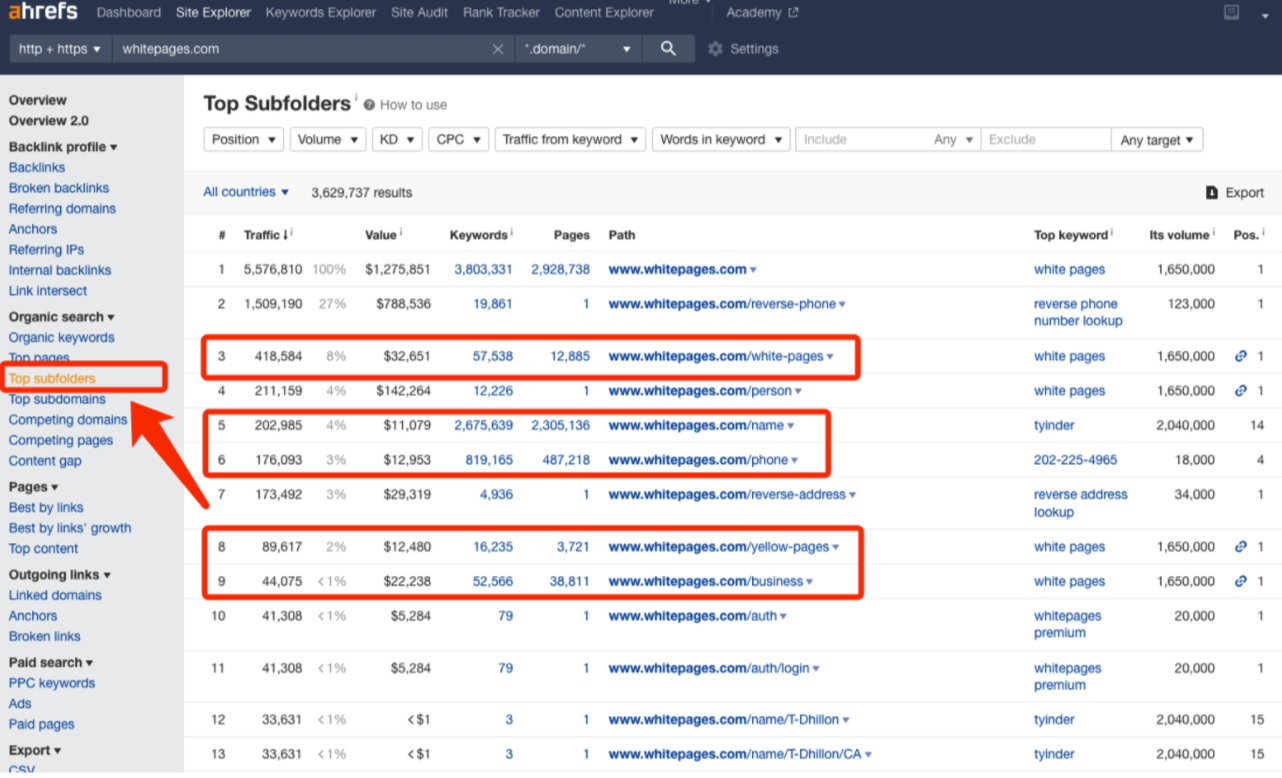 ahrefs Dashboard Site Explorer Keywords Explorer Site Audit Rank Tracker Content Explorer More Academy
http + https whitepages.com *.domain/* Settings
Overview
Overview 2.0
Backlink profile
Backlinks
Broken backlinks
Referring domains
Anchors
Referring IPs
Internal backlinks
Link intersect
Organic search
Organic keywords
Top pages
Top subfolders
Top subdomains
Competing domains
Competing pages
Content gap
Pages
Best by links
Best by links' growth
Top content
Outgoing links
Linked domains
Anchors
Broken links
Paid search
PPC keywords
Ads
Paid pages
Export
CSV
Top Subfolders i ? How to use
Position Volume KD CPC Traffic from keyword Words in keyword Include Any Exclude Any target
All countries 3,629,737 results Export
# Traffic i Value i Keywords i Pages Path Top keyword i Its volume i Pos. i
1 5,576,810 100% $1,275,851 3,803,331 2,928,738 www.whitepages.com white pages 1,650,000 1
2 1,509,190 27% $788,536 19,861 1 www.whitepages.com/reverse-phone reverse phone 123,000 1
number lookup
3 418,584 8% $32,651 57,538 12,885 www.whitepages.com/white-pages white pages 1,650,000 1
4 211,159 4% $142,264 12,226 1 www.whitepages.com/person white pages 1,650,000 1
5 202,985 4% $11,079 2,675,639 2,305,136 www.whitepages.com/name tyinder 2,040,000 14
6 176,093 3% $12,953 819,165 487,218 www.whitepages.com/phone 202-225-4965 18,000 4
7 173,492 3% $29,319 4,936 1 www.whitepages.com/reverse-address reverse address 34,000 1
lookup
8 89,617 2% $12,480 16,235 3,721 www.whitepages.com/yellow-pages white pages 1,650,000 1
9 44,075 <1% $22,238 52,566 38,811 www.whitepages.com/business white pages 1,650,000 1
10 41,308 <1% $5,284 79 1 www.whitepages.com/auth whitepages 20,000 1
premium
11 41,308 <1% $5,284 79 1 www.whitepages.com/auth/login whitepages 20,000 1
premium
12 33,631 <1% <$1 3 1 www.whitepages.com/name/T-Dhillon tyinder 2,040,000 15
13 33,631 <1% <$1 3 1 www.whitepages.com/name/T-Dhillon/CA tyinder 2,040,000 15